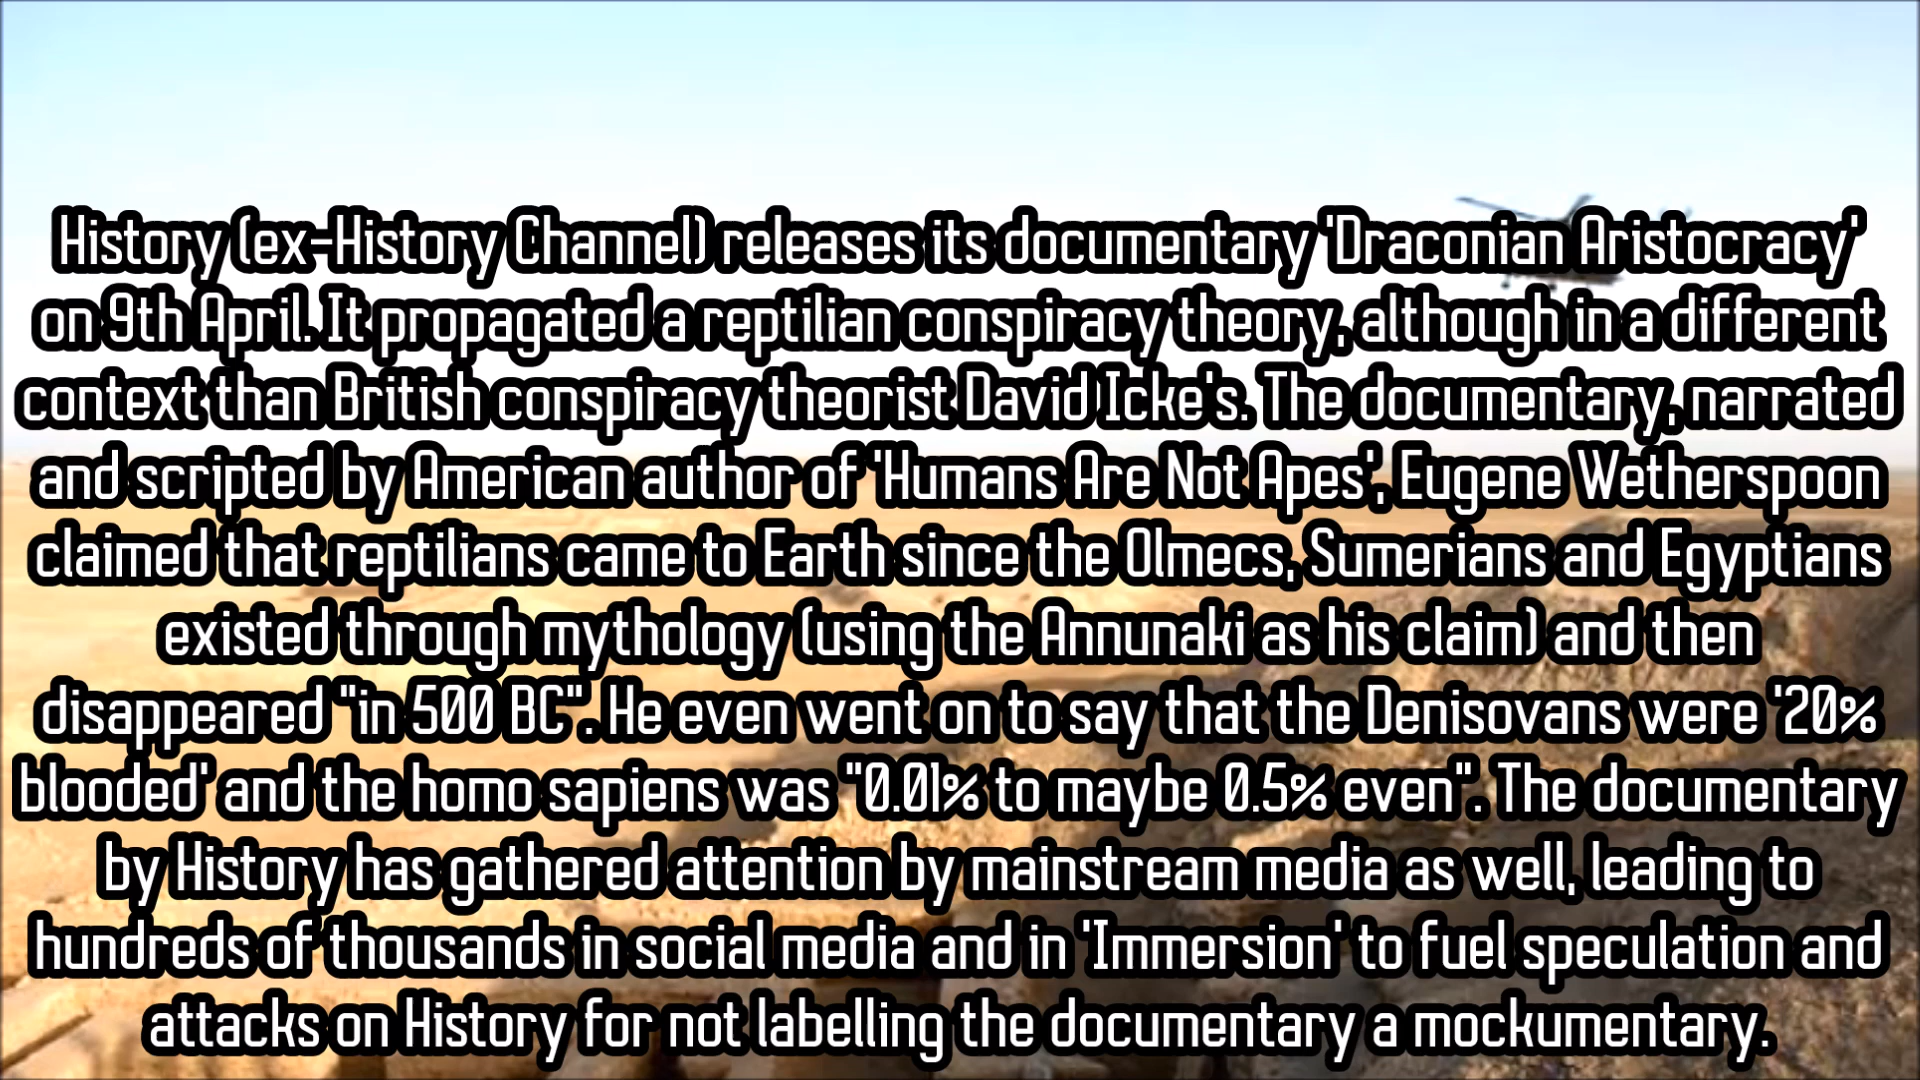 History (ex-History Channel) releases its documentary 'Draconian Aristocracy'
on 9th April. It propagated a reptilian conspiracy theory, although in a different
context than British conspiracy theorist David Icke's. The documentary, narrated
and scripted by American author of 'Humans Are Not Apes', Eugene Wetherspoon
claimed that reptilians came to Earth since the Olmecs, Sumerians and Egyptians
existed through mythology (using the Annunaki as his claim) and then
disappeared "in 500 BC". He even went on to say that the Denisovans were '20%
blooded' and the homo sapiens was "0.01% to maybe 0.5% even". The documentary
by History has gathered attention by mainstream media as well, leading to
hundreds of thousands in social media and in 'Immersion' to fuel speculation and
attacks on History for not labelling the documentary a mockumentary.